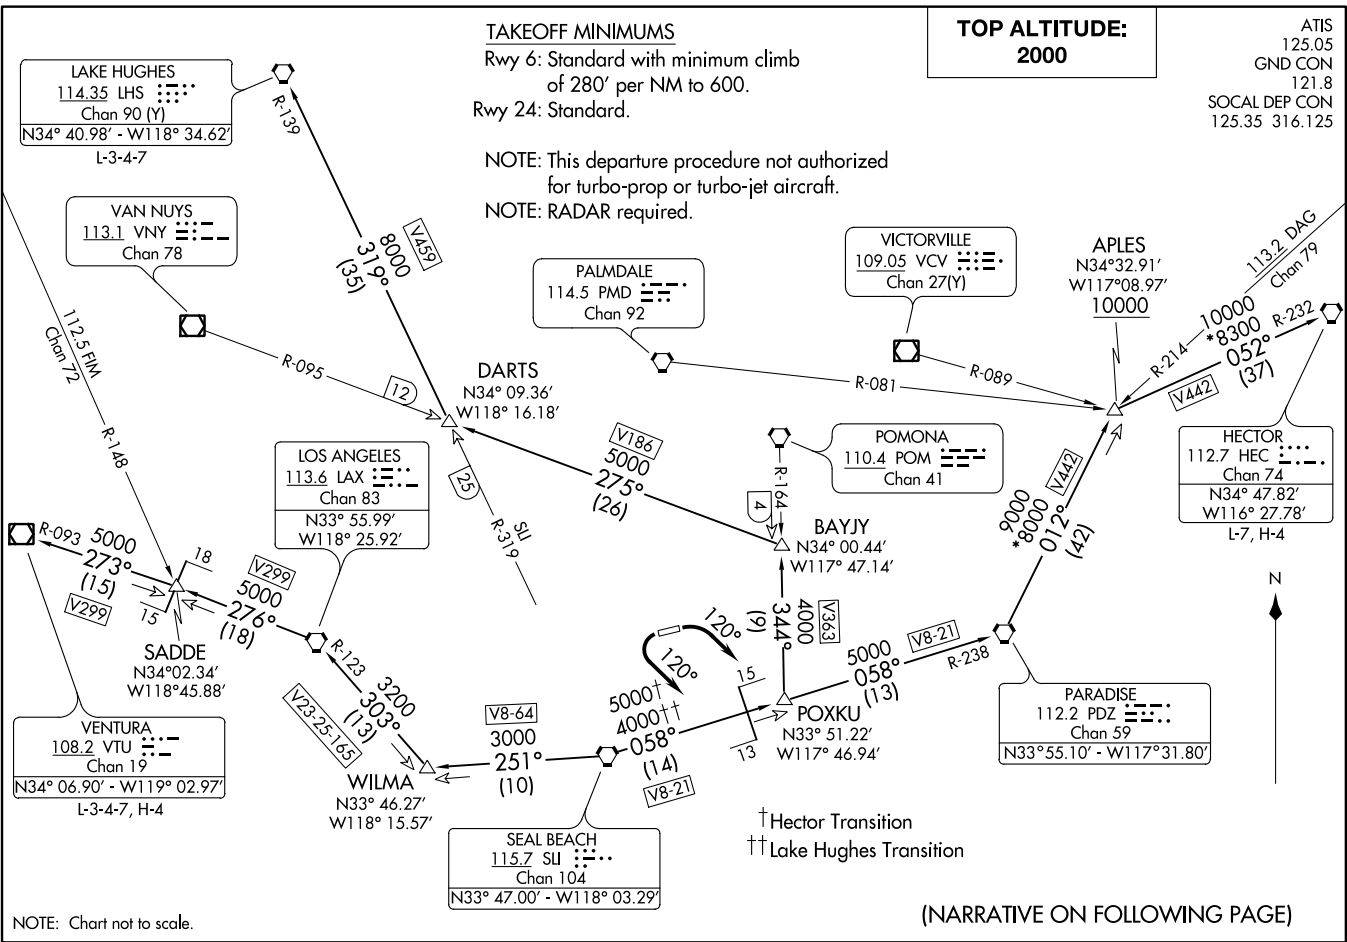 TAKEOFF MINIMUMS
Rwy 6: Standard with minimum climb
of 280' per NM to 600.
Rwy 24: Standard.
NOTE: This departure procedure not authorized
for turbo-prop or turbo-jet aircraft.
NOTE: RADAR required.
TOP ALTITUDE:
2000
ATIS
125.05
GND CON
121.8
SOCAL DEP CON
125.35 316.125
LAKE HUGHES
114.35 LHS
Chan 90 (Y)
N34° 40.98' - W118° 34.62'
L-3-4-7
R-139
V459
8000
319°
(35)
VAN NUYS
113.1 VNY
Chan 78
R-095
12
112.5 FIM
Chan 72
R-148
DARTS
N34° 09.36'
W118° 16.18'
25
SLI
R-319
PALMDALE
114.5 PMD
Chan 92
R-081
VICTORVILLE
109.05 VCV
Chan 27(Y)
R-089
APLES
N34°32.91'
W117°08.97'
10000
113.2 DAG
Chan 79
R-214
10000
*8300
052°
(37)
R-232
V442
HECTOR
112.7 HEC
Chan 74
N34° 47.82'
W116° 27.78'
L-7, H-4
LOS ANGELES
113.6 LAX
Chan 83
N33° 55.99'
W118° 25.92'
V186
5000
275°
(26)
POMONA
110.4 POM
Chan 41
R-164
4
BAYJY
N34° 00.44'
W117° 47.14'
V442
9000
*8000
012°
(42)
R-093
5000
273°
(15)
V299
18
15
V299
5000
276°
(18)
SADDE
N34°02.34'
W118°45.88'
R-123
3200
303°
(13)
V23-25-165
V363
4000
344°
(9)
120°
120°
15
13
V8-21
5000
058°
(13)
R-238
N
VENTURA
108.2 VTU
Chan 19
N34° 06.90' - W119° 02.97'
L-3-4-7, H-4
WILMA
N33° 46.27'
W118° 15.57'
V8-64
3000
251°
(10)
5000†
4000††
058°
(14)
V8-21
POXKU
N33° 51.22'
W117° 46.94'
PARADISE
112.2 PDZ
Chan 59
N33°55.10' - W117°31.80'
SEAL BEACH
115.7 SLI
Chan 104
N33° 47.00' - W118° 03.29'
†Hector Transition
††Lake Hughes Transition
NOTE: Chart not to scale.
(NARRATIVE ON FOLLOWING PAGE)